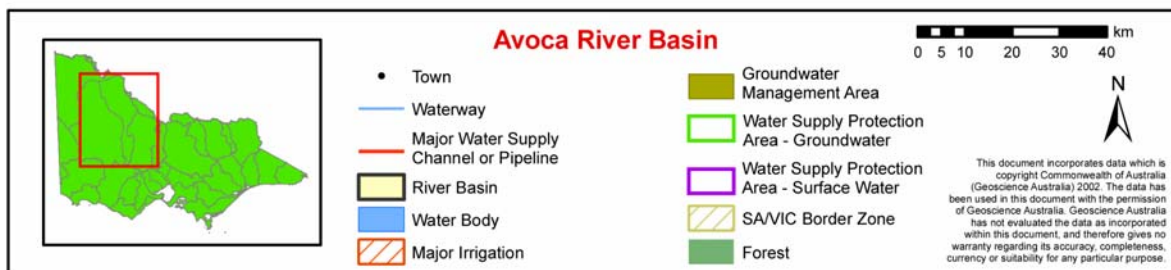 Avoca River Basin
Town
Waterway
Major Water Supply
Channel or Pipeline
River Basin
Water Body
Major Irrigation
Groundwater
Management Area
Water Supply Protection
Area - Groundwater
Water Supply Protection
Area - Surface Water
SA/VIC Border Zone
Forest
km
0 5 10 20 30 40
N
This document incorporates data which is
copyright Commonwealth of Australia
(Geoscience Australia) 2002. The data has
been used in this document with the permission
of Geoscience Australia. Geoscience Australia
has not evaluated the data as incorporated
within this document, and therefore gives no
warranty regarding its accuracy, completeness,
currency or suitability for any particular purpose.